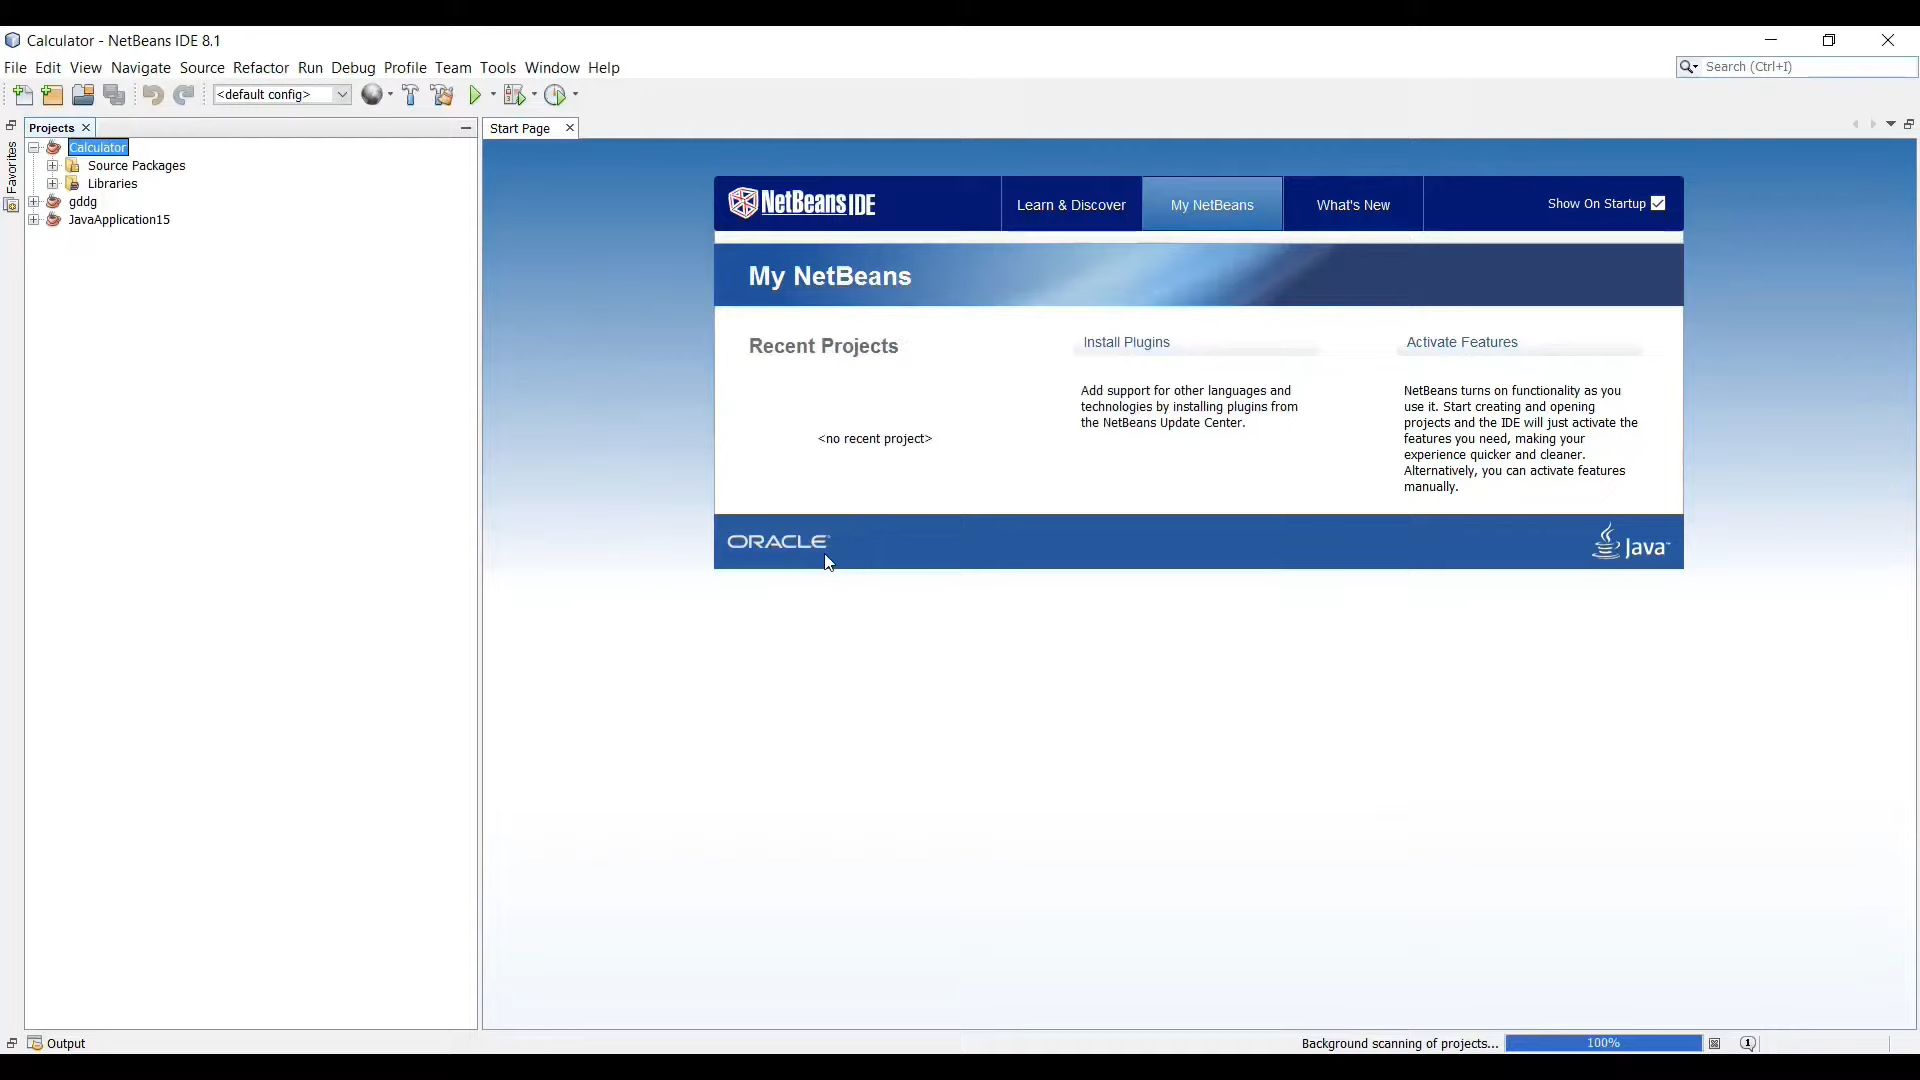 Calculator - NetBeans IDE 8.1
File Edit View Navigate Source Refactor Run Debug Profile Team Tools Window Help
Search (Ctrl+I)
<default config>
Favorites
Projects
Calculator
Source Packages
Libraries
gddg
JavaApplication15
Start Page
NetBeans IDE
Learn & Discover
My NetBeans
What's New
Show On Startup
My NetBeans
Recent Projects
<no recent project>
Install Plugins
Add support for other languages and
technologies by installing plugins from
the NetBeans Update Center.
Activate Features
NetBeans turns on functionality as you
use it. Start creating and opening
projects and the IDE will just activate the
features you need, making your
experience quicker and cleaner.
Alternatively, you can activate features
manually.
ORACLE
Java™
Output
Background scanning of projects...
100%
1